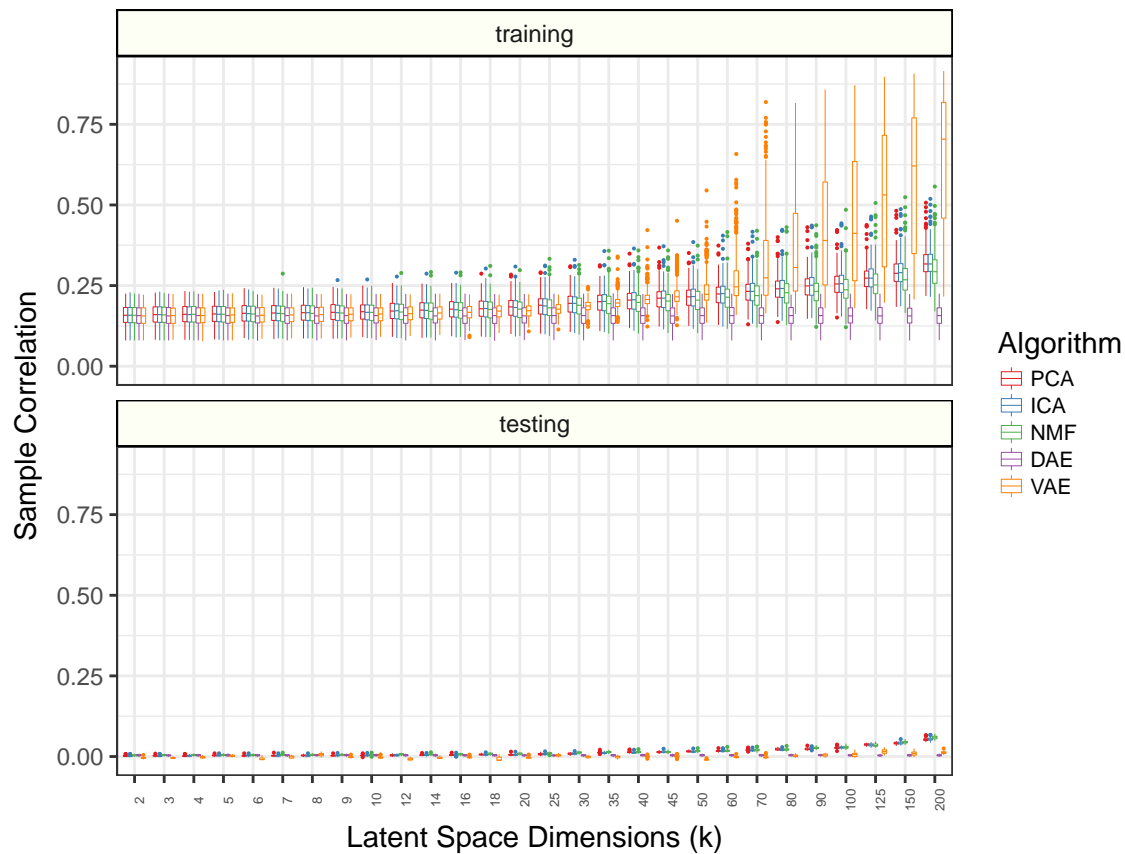 training
0.75
0.50
0.25
0.00
testing
0.75
0.50
0.25
0.00
Sample Correlation
2 3 4 5 6 7 8 9 10 12 14 16 18 20 25 30 35 40 45 50 60 70 80 90 100 125 150 200
Latent Space Dimensions (k)
Algorithm
PCA
ICA
NMF
DAE
VAE